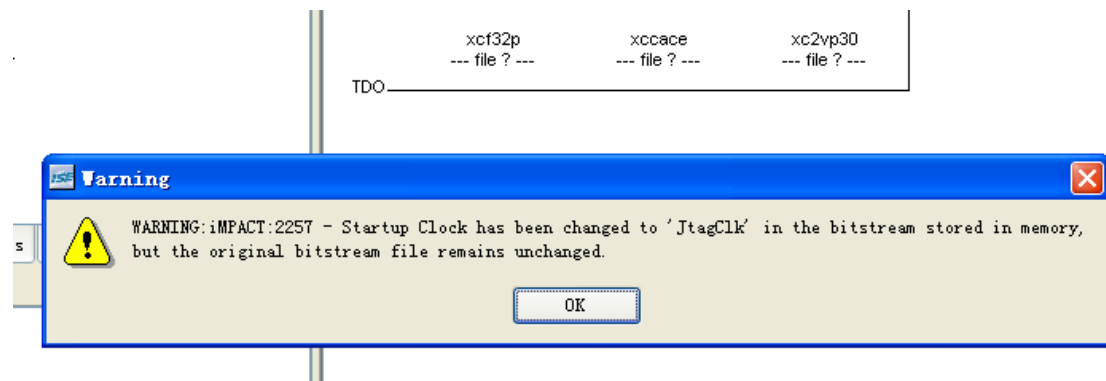 xcf32p xccace xc2vp30
--- file ? --- --- file ? --- --- file ? ---
TDO
ISE Warning
WARNING:iMPACT:2257 - Startup Clock has been changed to 'JtagClk' in the bitstream stored in memory,
but the original bitstream file remains unchanged.
s
OK